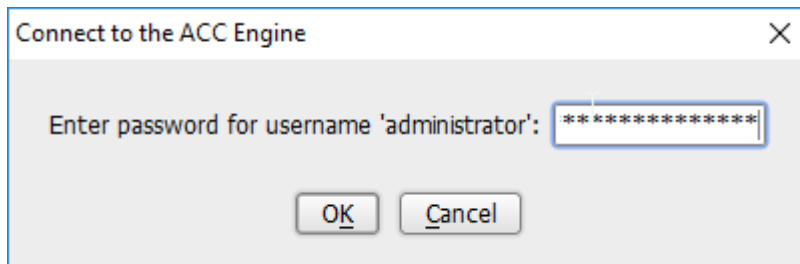 Connect to the ACC Engine
Enter password for username 'administrator': **************
OK Cancel